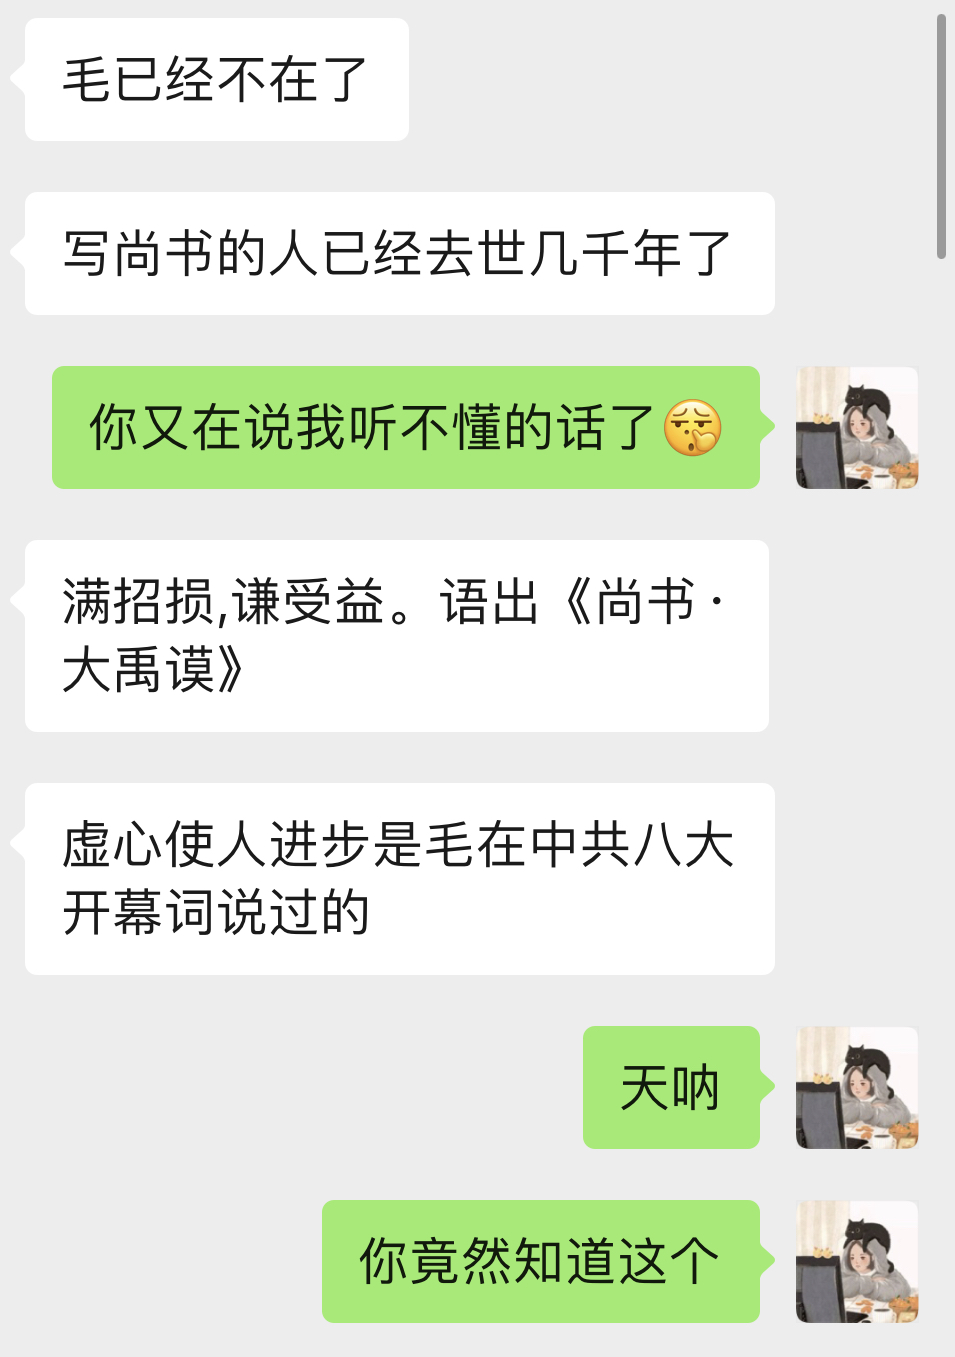 毛已经不在了
写尚书的人已经去世几千年了
你又在说我听不懂的话了
满招损,谦受益。语出《尚书·
大禹谟》
虚心使人进步是毛在中共八大
开幕词说过的
天呐
你竟然知道这个